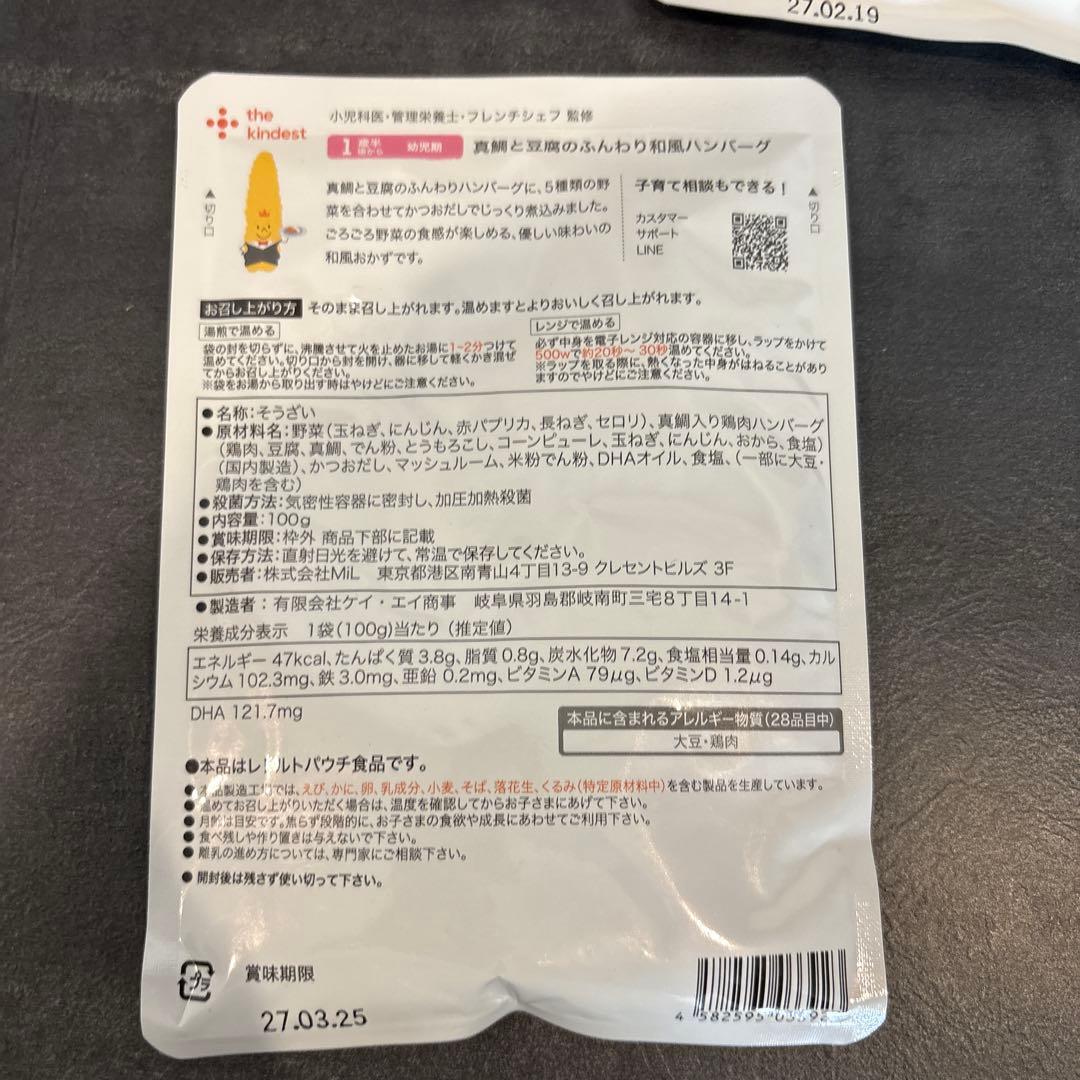 27.02.19
the kindest
小児科医・管理栄養士・フレンチシェフ 監修
1歳半頃から 幼児期 真鯛と豆腐のふんわり和風ハンバーグ
▲切り口
真鯛と豆腐のふんわりハンバーグに、5種類の野
菜を合わせてかつおだしでじっくり煮込みました。
ごろごろ野菜の食感が楽しめる、優しい味わいの
和風おかずです。
子育て相談もできる!
カスタマー
サポート
LINE
▲切り口
お召し上がり方 そのまま召し上がれます。温めますとよりおいしく召し上がれます。
湯煎で温める
袋の封を切らずに、沸騰させて火を止めたお湯に1~2分つけて
温めてください。切り口から封を開け、器に移して軽くかき混ぜ
てからお召し上がりください。
※袋をお湯から取り出す時はやけどにご注意ください。
レンジで温める
必ず中身を電子レンジ対応の容器に移し、ラップをかけて
500wで約20秒~30秒温めてください。
※ラップを取る際に、熱くなった中身がはねることがあり
ますのでやけどにご注意ください。
●名称:そうざい
●原材料名:野菜(玉ねぎ、にんじん、赤パプリカ、長ねぎ、セロリ)、真鯛入り鶏肉ハンバーグ
(鶏肉、豆腐、真鯛、でん粉、とうもろこし、コーンピューレ、玉ねぎ、にんじん、おから、食塩)
(国内製造)、かつおだし、マッシュルーム、米粉でん粉、DHAオイル、食塩、(一部に大豆・
鶏肉を含む)
●殺菌方法:気密性容器に密封し、加圧加熱殺菌
●内容量:100g
●賞味期限:枠外 商品下部に記載
●保存方法:直射日光を避けて、常温で保存してください。
●販売者:株式会社MiL 東京都港区南青山4丁目13-9 クレセントヒルズ 3F
●製造者:有限会社ケイ・エイ商事 岐阜県羽島郡岐南町三宅8丁目14-1
栄養成分表示 1袋(100g)当たり(推定値)
エネルギー 47kcal、たんぱく質 3.8g、脂質 0.8g、炭水化物 7.2g、食塩相当量 0.14g、カル
シウム 102.3mg、鉄 3.0mg、亜鉛 0.2mg、ビタミンA 79μg、ビタミンD 1.2μg
DHA 121.7mg
本品に含まれるアレルギー物質(28品目中)
大豆・鶏肉
●本品はレトルトパウチ食品です。
●本品製造工場では、えび、かに、卵、乳成分、小麦、そば、落花生、くるみ(特定原材料中)を含む製品を生産しています。
●温めてお召し上がりいただく場合は、温度を確認してからお子さまにあげて下さい。
●月齢は目安です。焦らず段階的に、お子さまの食欲や成長にあわせてご利用下さい。
●食べ残しや作り置きは与えないで下さい。
●離乳の進め方については、専門家にご相談下さい。
●開封後は残さず使い切って下さい。
プラ
賞味期限
27.03.25
4 582595